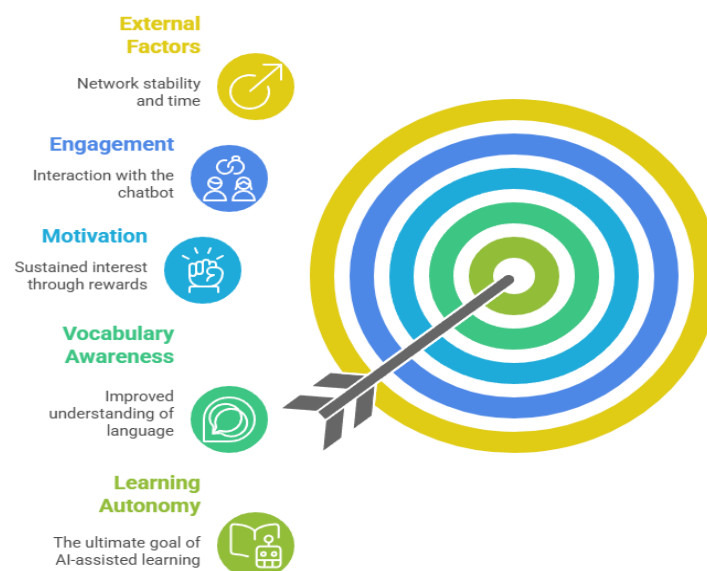 External
Factors
Network stability
and time
Engagement
Interaction with the
chatbot
Motivation
Sustained interest
through rewards
Vocabulary
Awareness
Improved
understanding of
language
Learning
Autonomy
The ultimate goal of
AI-assisted learning